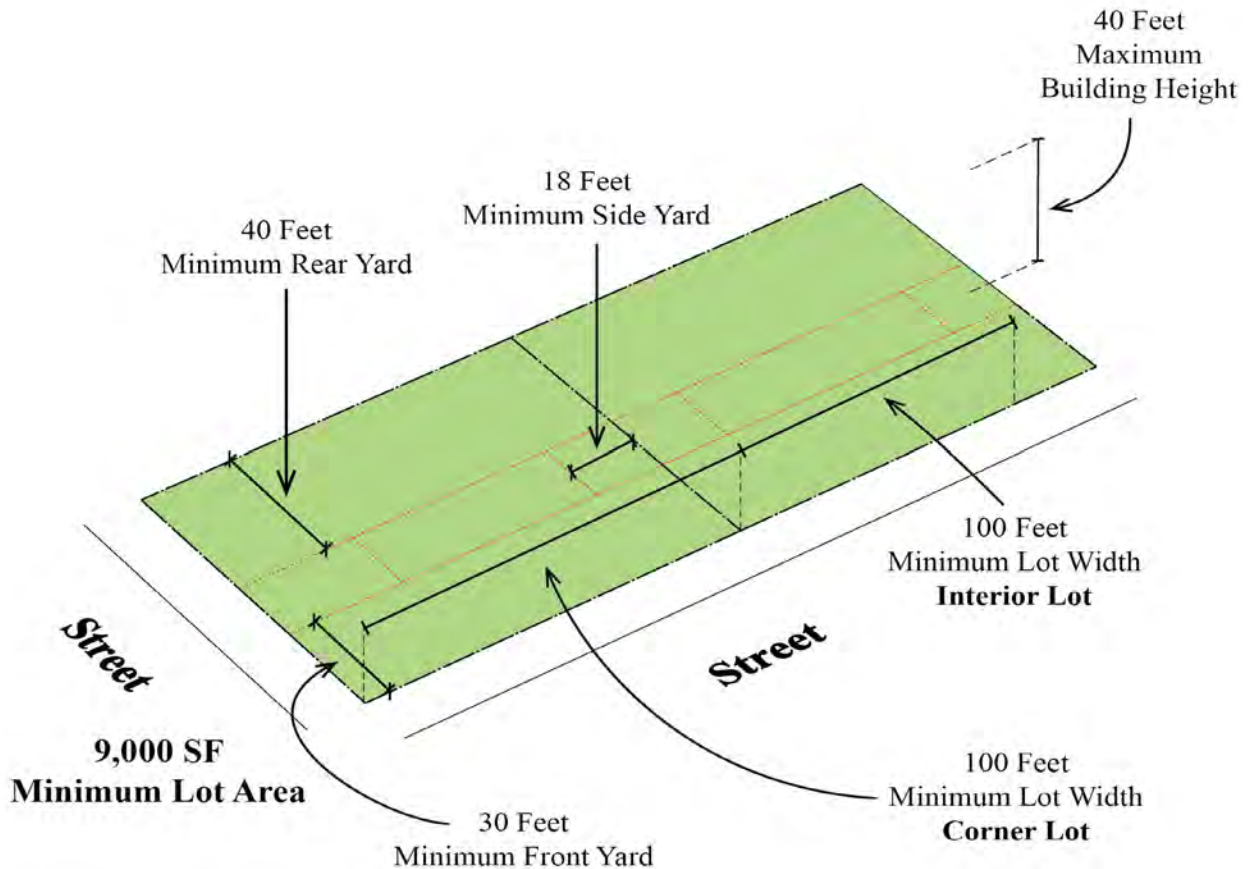 40 Feet
Maximum
Building Height
18 Feet
Minimum Side Yard
40 Feet
Minimum Rear Yard
100 Feet
Minimum Lot Width
Interior Lot
Street
Street
9,000 SF
Minimum Lot Area
100 Feet
Minimum Lot Width
Corner Lot
30 Feet
Minimum Front Yard